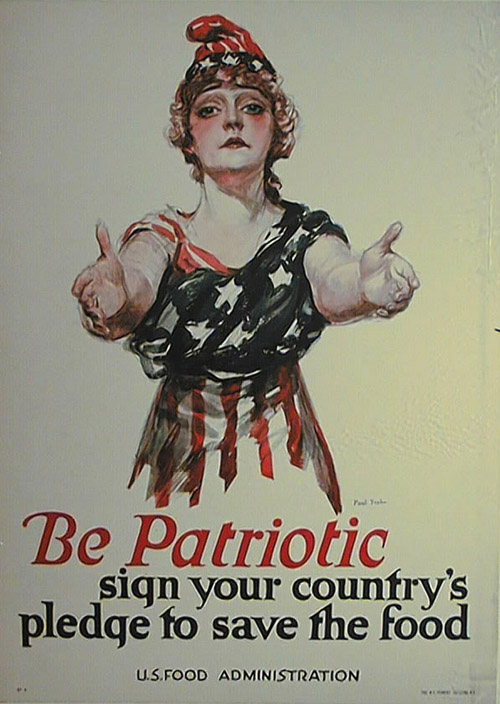 Be Patriotic
sign your country's
pledge to save the food
U.S. FOOD ADMINISTRATION